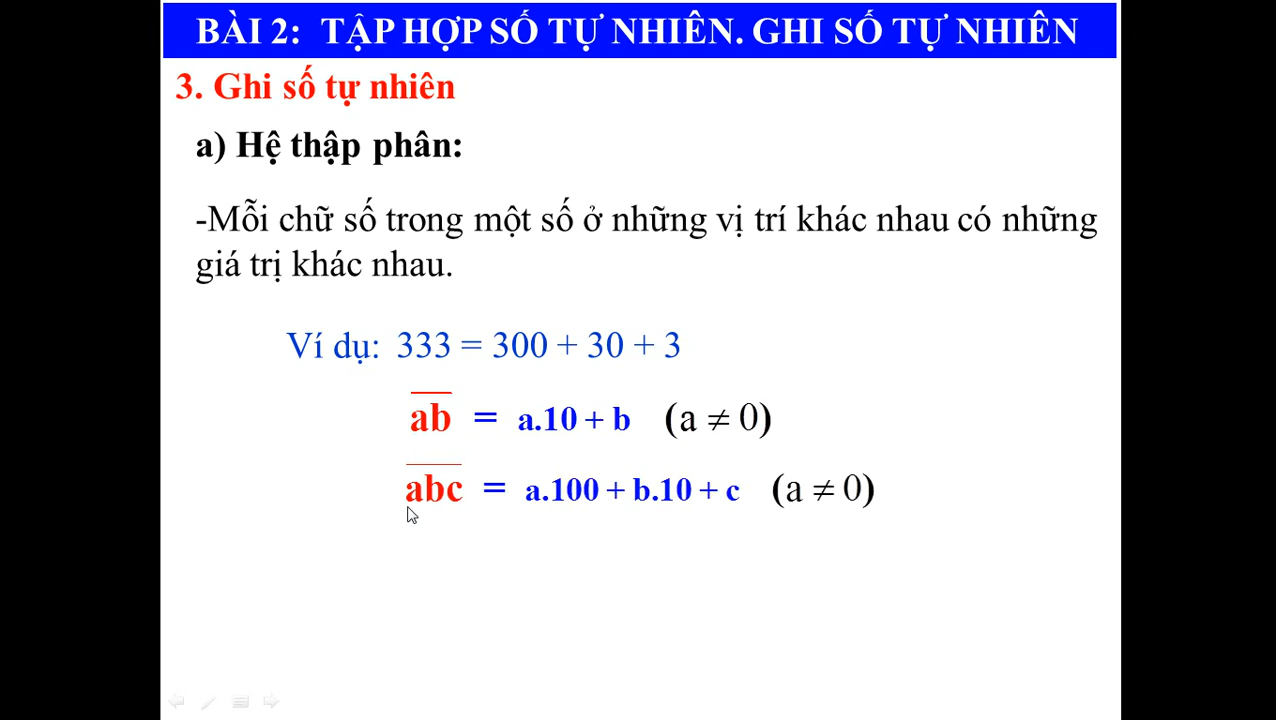 BÀI 2: TẬP HỢP SỐ TỰ NHIÊN. GHI SỐ TỰ NHIÊN
3. Ghi số tự nhiên
a) Hệ thập phân:
-Mỗi chữ số trong một số ở những vị trí khác nhau có những
giá trị khác nhau.
Ví dụ: 333 = 300 + 30 + 3
a̅b̅ = a.10 + b (a ≠ 0)
a̅b̅c̅ = a.100 + b.10 + c (a ≠ 0)